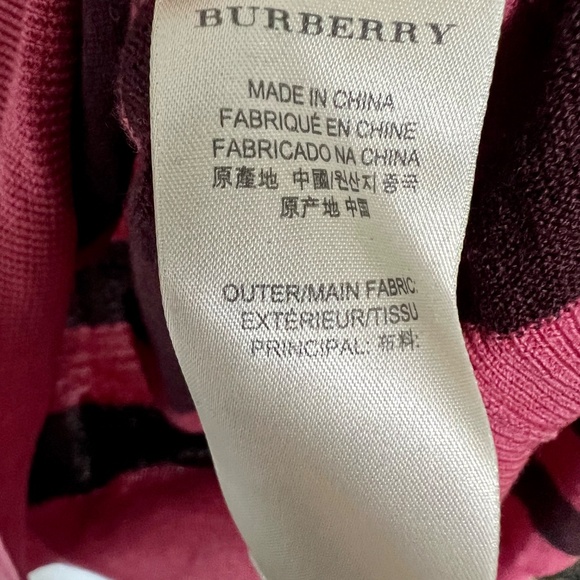 BURBERRY
MADE IN CHINA
FABRIQUÉ EN CHINE
FABRICADO NA CHINA
原產地 中國/원산지 중국
原产地 中国
OUTER/MAIN FABRIC:
EXTÉRIEUR/TISSU
PRINCIPAL: 布料: